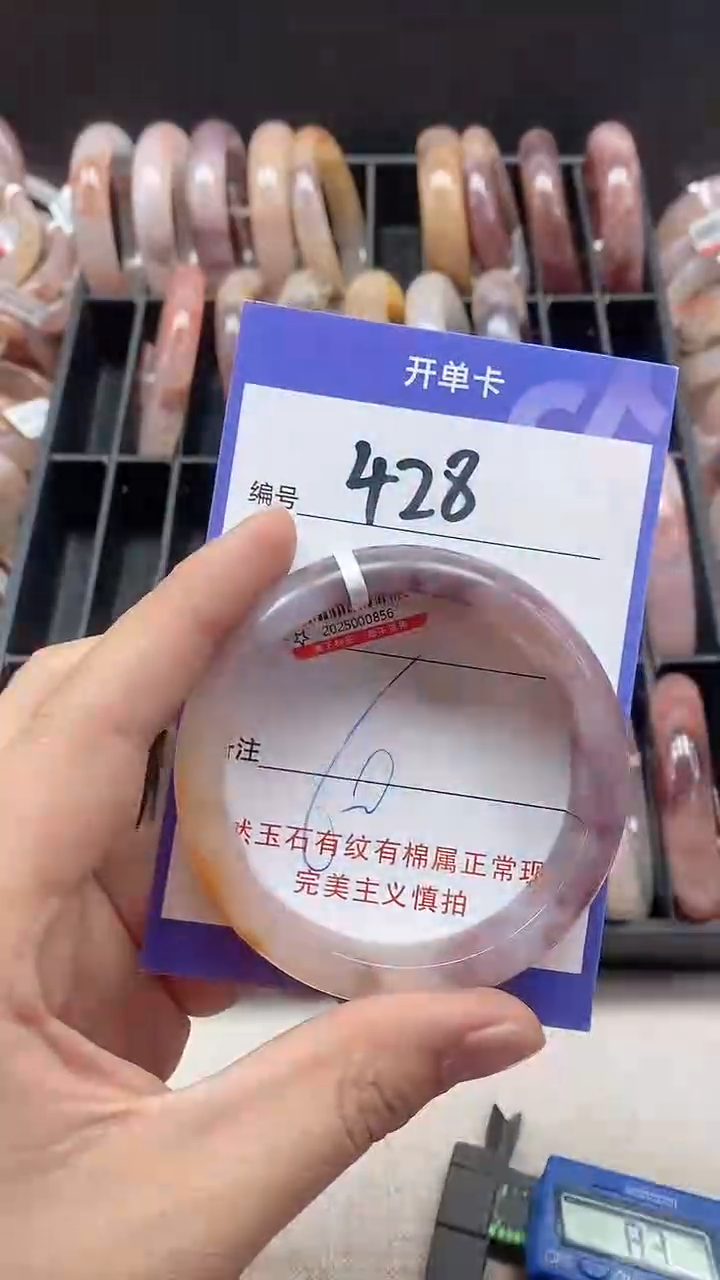 开单卡
编号 428
2025000856
注
玉石有纹有棉属正常现
完美主义慎拍